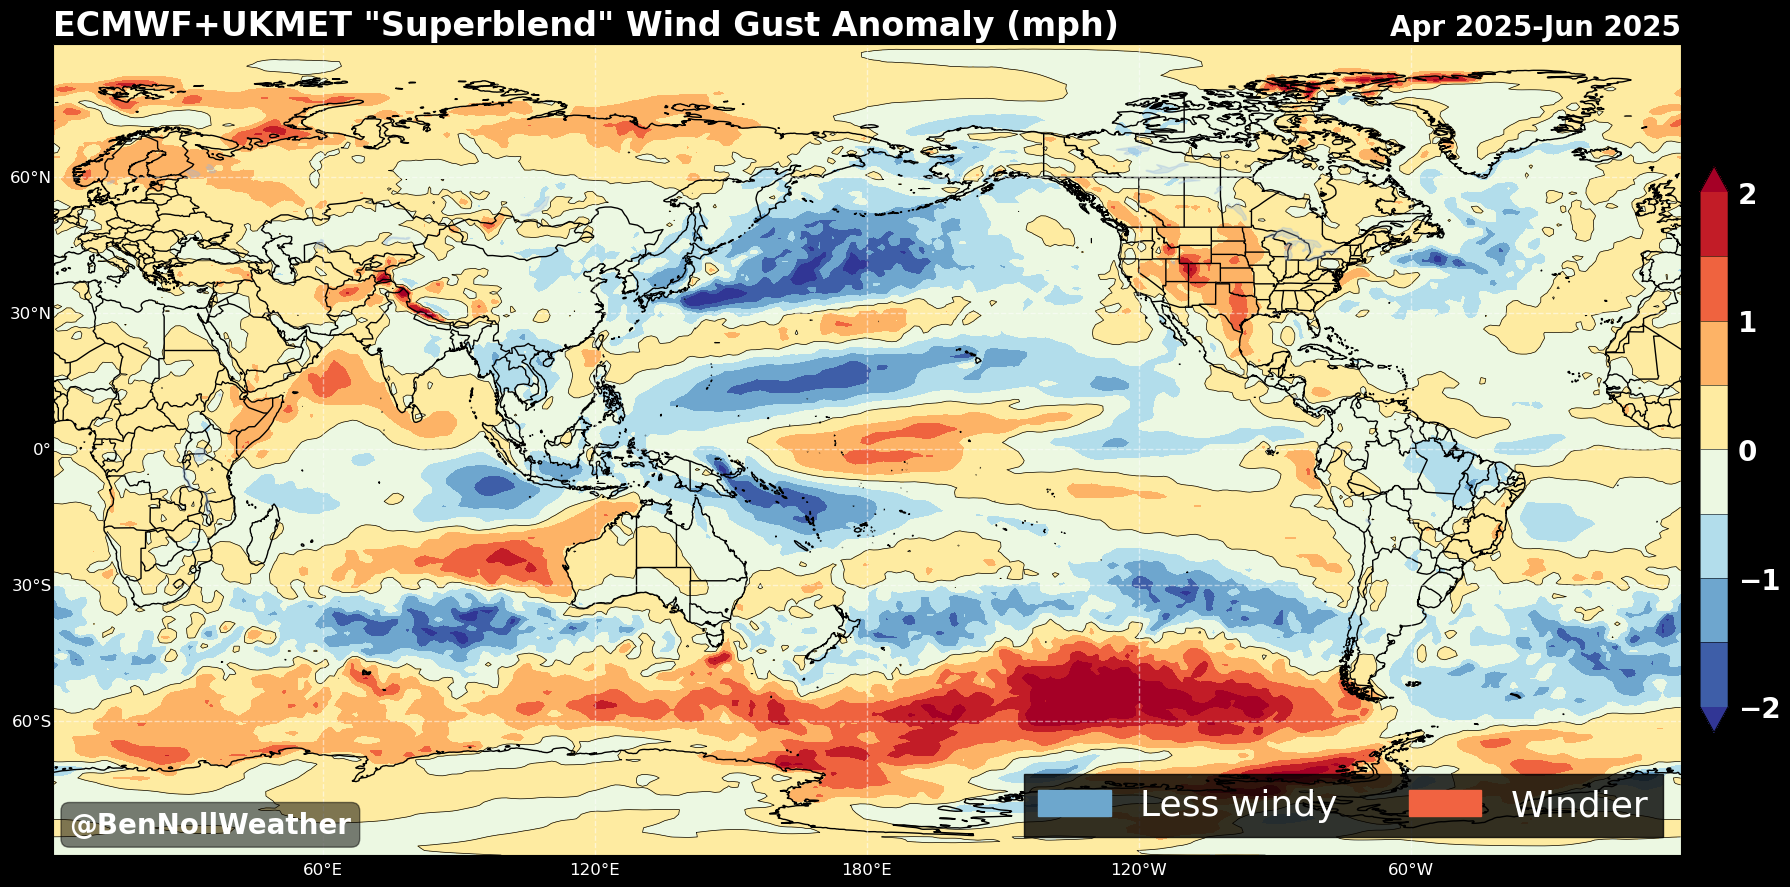 ECMWF+UKMET "Superblend" Wind Gust Anomaly (mph)
Apr 2025-Jun 2025
60°N
30°N
0°
30°S
60°S
60°E
120°E
180°E
120°W
60°W
2
1
0
−1
−2
Less windy
Windier
@BenNollWeather